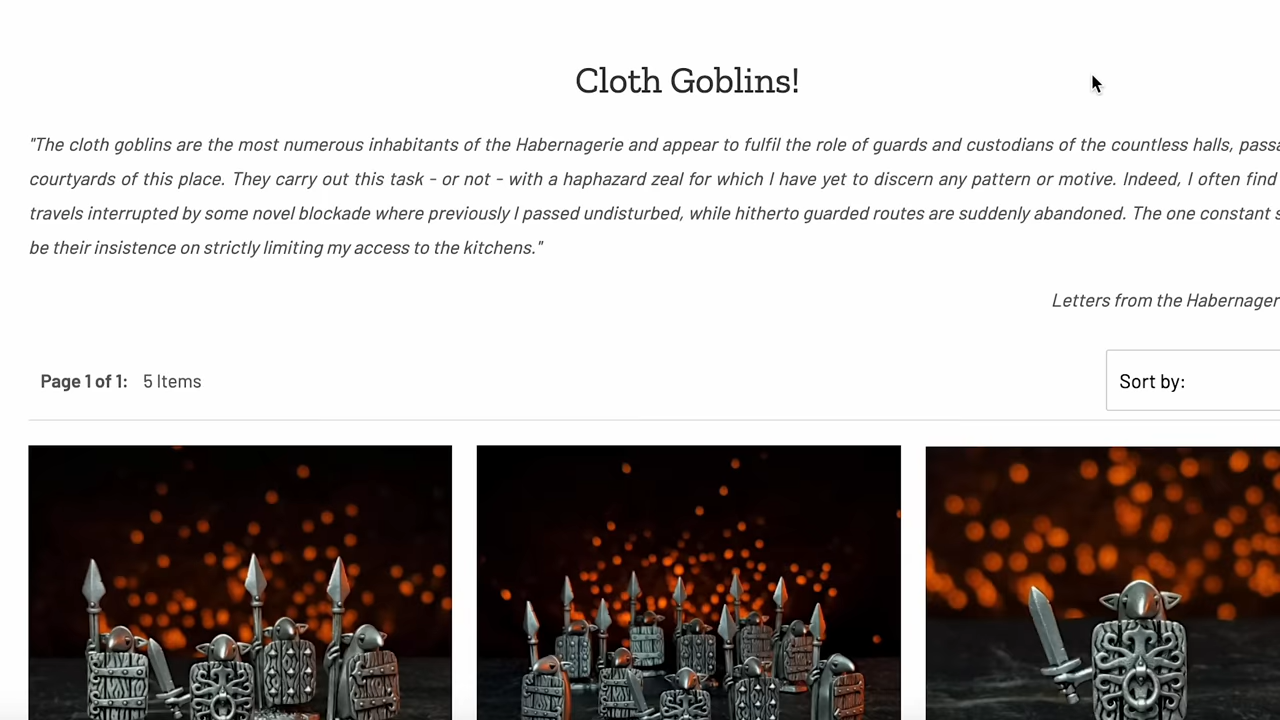 Cloth Goblins!
"The cloth goblins are the most numerous inhabitants of the Habernagerie and appear to fulfil the role of guards and custodians of the countless halls,
courtyards of this place. They carry out this task - or not - with a haphazard zeal for which I have yet to discern any pattern or motive. Indeed, I often find
travels interrupted by some novel blockade where previously I passed undisturbed, while hitherto guarded routes are suddenly abandoned. The one constant
be their insistence on strictly limiting my access to the kitchens."
Letters from the
Page 1 of 1: 5 Items
Sort by: